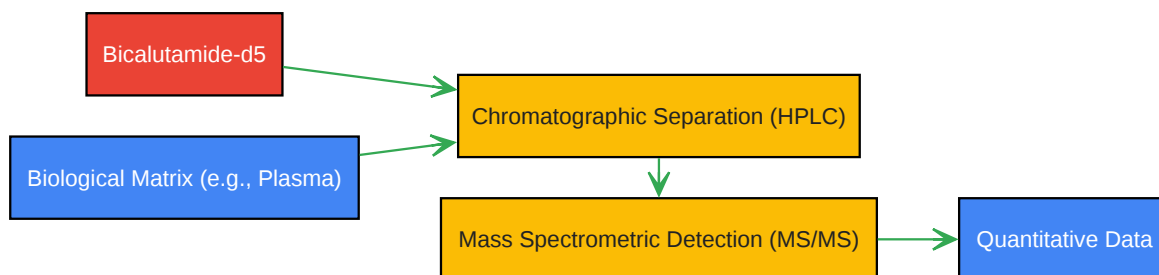 Bicalutamide-d5
Chromatographic Separation (HPLC)
Biological Matrix (e.g., Plasma)
Mass Spectrometric Detection (MS/MS)
Quantitative Data